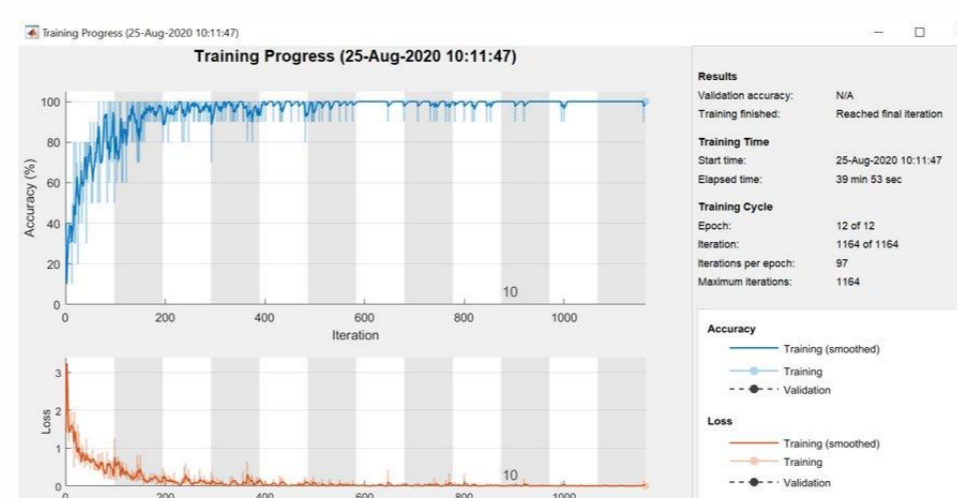 Training Progress (25-Aug-2020 10:11:47)
Training Progress (25-Aug-2020 10:11:47)
Accuracy (%)
100
80
60
40
20
0
10
0 200 400 600 800 1000
Iteration
Loss
3
2
1
0
10
0 200 400 600 800 1000
Results
Validation accuracy: N/A
Training finished: Reached final iteration
Training Time
Start time: 25-Aug-2020 10:11:47
Elapsed time: 39 min 53 sec
Training Cycle
Epoch: 12 of 12
Iteration: 1164 of 1164
Iterations per epoch: 97
Maximum iterations: 1164
Accuracy
Training (smoothed)
Training
Validation
Loss
Training (smoothed)
Training
Validation